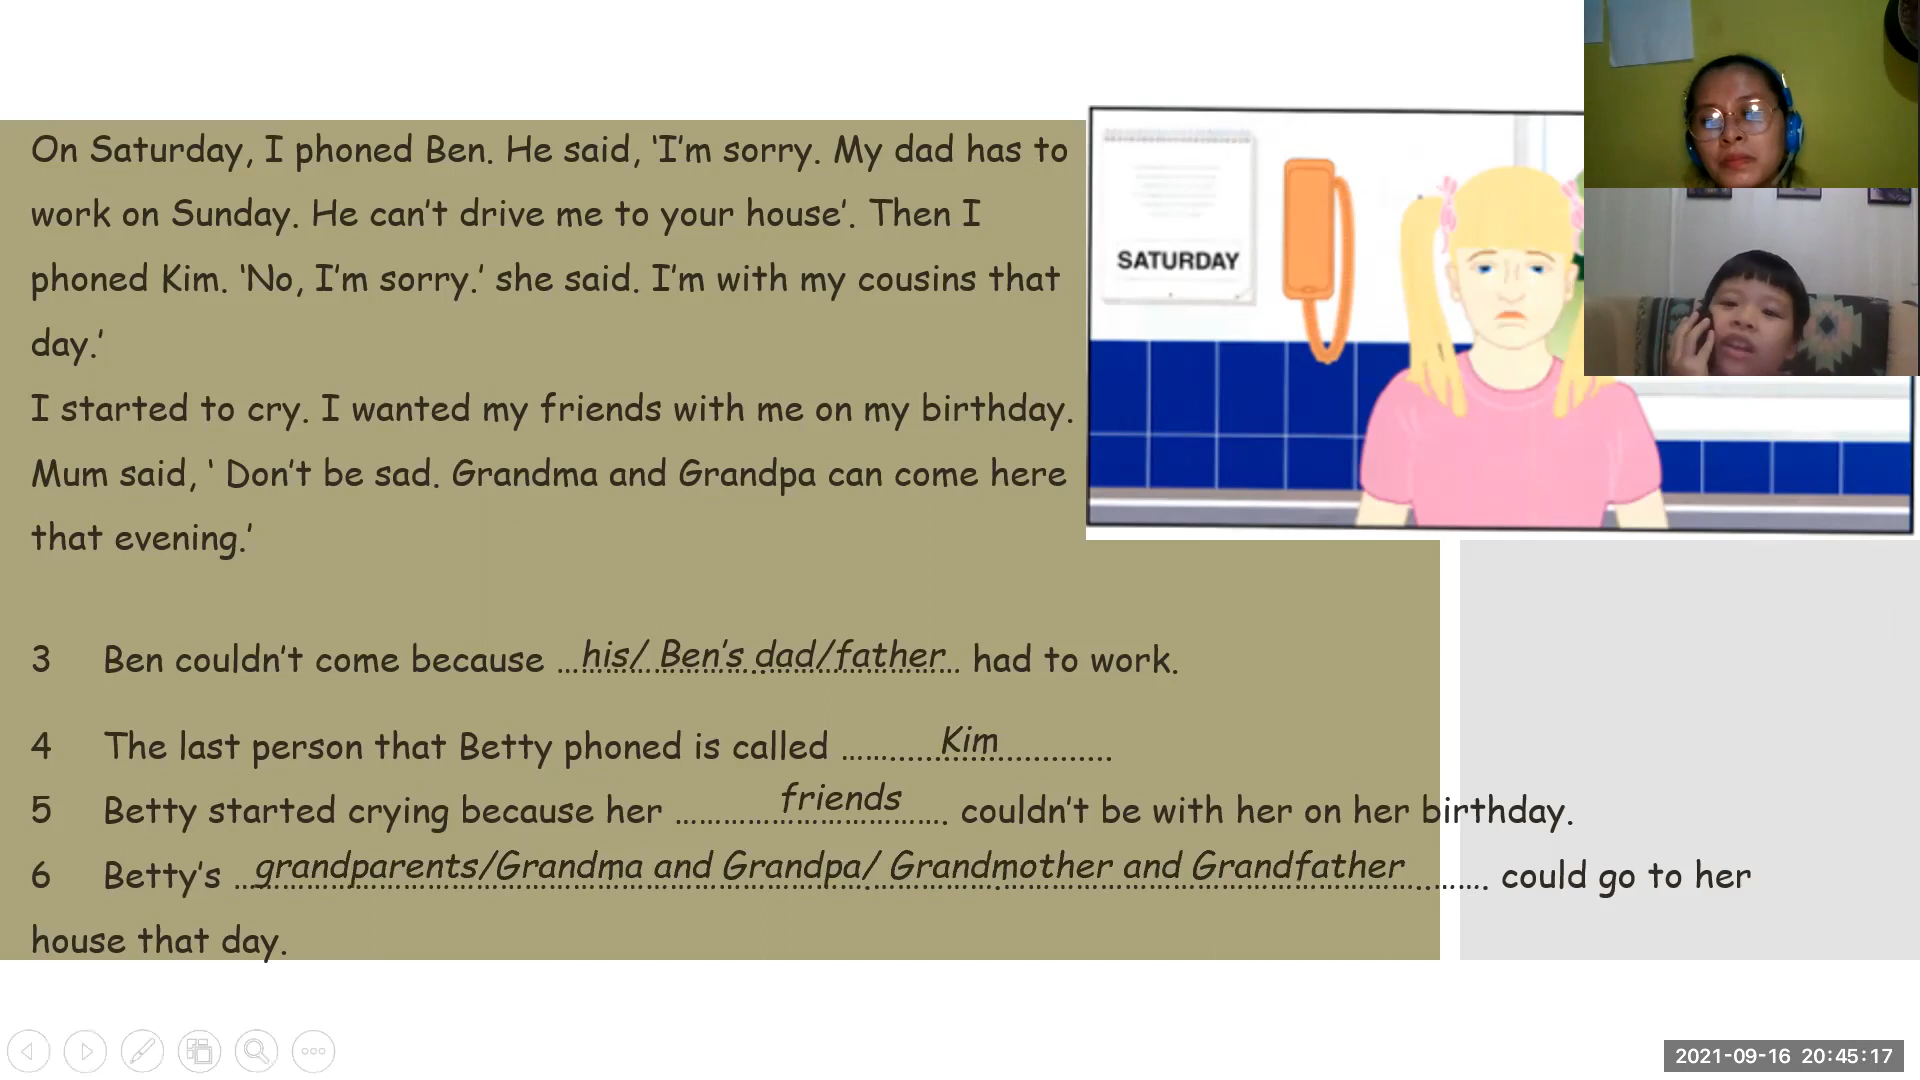 On Saturday, I phoned Ben. He said, ‘I’m sorry. My dad has to
work on Sunday. He can’t drive me to your house’. Then I
phoned Kim. ‘No, I’m sorry.’ she said. I’m with my cousins that
day.’
I started to cry. I wanted my friends with me on my birthday.
Mum said, ‘ Don’t be sad. Grandma and Grandpa can come here
that evening.’
SATURDAY
3 Ben couldn’t come because …his/ Ben’s dad/father… had to work.
4 The last person that Betty phoned is called ……Kim……
5 Betty started crying because her ……friends……. couldn’t be with her on her birthday.
6 Betty’s …grandparents/Grandma and Grandpa/ Grandmother and Grandfather……. could go to her
house that day.
2021-09-16 20:45:17